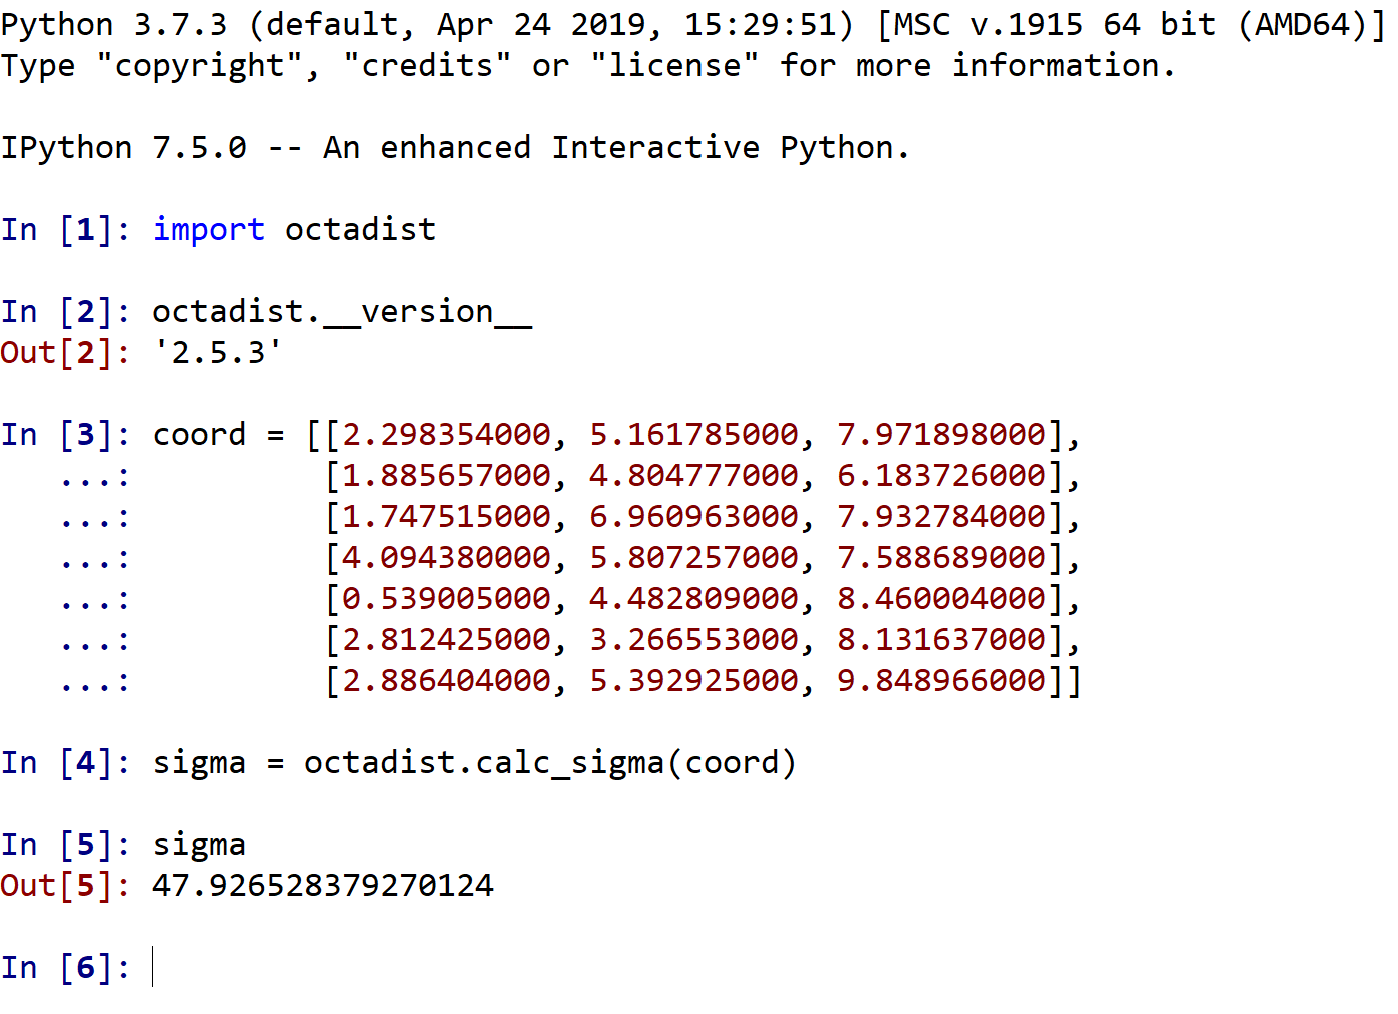 Python 3.7.3 (default, Apr 24 2019, 15:29:51) [MSC v.1915 64 bit (AMD64)]
Type "copyright", "credits" or "license" for more information.
IPython 7.5.0 -- An enhanced Interactive Python.
In [1]: import octadist
In [2]: octadist.__version__
Out[2]: '2.5.3'
In [3]: coord = [[2.298354000, 5.161785000, 7.971898000],
...: [1.885657000, 4.804777000, 6.183726000],
...: [1.747515000, 6.960963000, 7.932784000],
...: [4.094380000, 5.807257000, 7.588689000],
...: [0.539005000, 4.482809000, 8.460004000],
...: [2.812425000, 3.266553000, 8.131637000],
...: [2.886404000, 5.392925000, 9.848966000]]
In [4]: sigma = octadist.calc_sigma(coord)
In [5]: sigma
Out[5]: 47.926528379270124
In [6]: